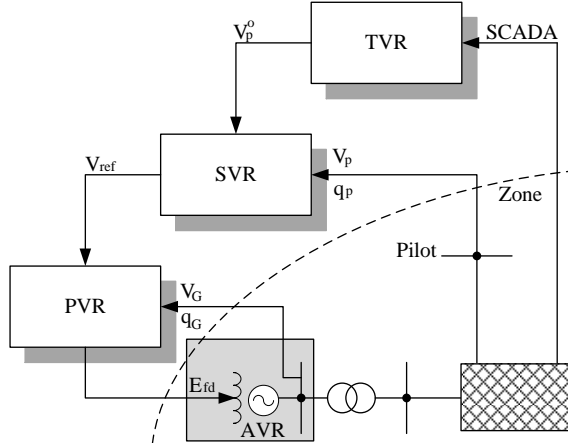 V_p^o
TVR
SCADA
V_ref
SVR
V_p
q_p
Zone
Pilot
PVR
V_G
q_G
E_fd
AVR